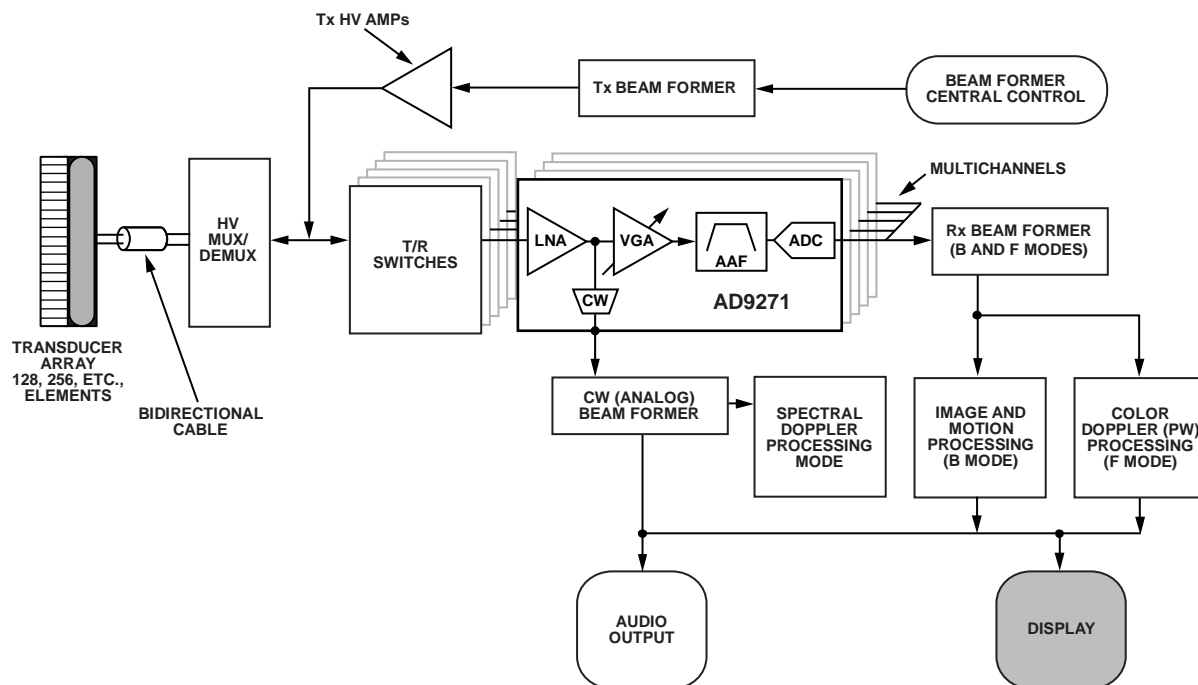 Tx HV AMPs
Tx BEAM FORMER
BEAM FORMER
CENTRAL CONTROL
MULTICHANNELS
HV
MUX/
DEMUX
T/R
SWITCHES
LNA
VGA
AAF
ADC
CW
AD9271
Rx BEAM FORMER
(B AND F MODES)
TRANSDUCER
ARRAY
128, 256, ETC.,
ELEMENTS
BIDIRECTIONAL
CABLE
CW (ANALOG)
BEAM FORMER
SPECTRAL
DOPPLER
PROCESSING
MODE
IMAGE AND
MOTION
PROCESSING
(B MODE)
COLOR
DOPPLER (PW)
PROCESSING
(F MODE)
AUDIO
OUTPUT
DISPLAY